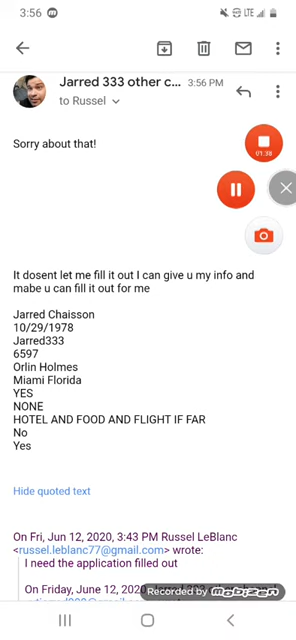 3:56
LTE
Jarred 333 other c... 3:56 PM
to Russel
Sorry about that!
01:38
It dosent let me fill it out I can give u my info and
mabe u can fill it out for me
Jarred Chaisson
10/29/1978
Jarred333
6597
Orlin Holmes
Miami Florida
YES
NONE
HOTEL AND FOOD AND FLIGHT IF FAR
No
Yes
Hide quoted text
On Fri, Jun 12, 2020, 3:43 PM Russel LeBlanc
<russel.leblanc77@gmail.com> wrote:
I need the application filled out
On Friday, June 12, 2020,
Recorded by mobizen